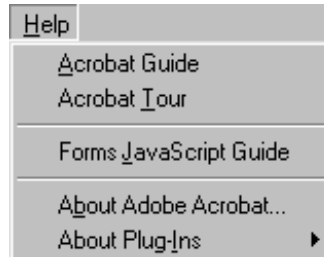 Help
Acrobat Guide
Acrobat Tour
Forms JavaScript Guide
About Adobe Acrobat...
About Plug-Ins